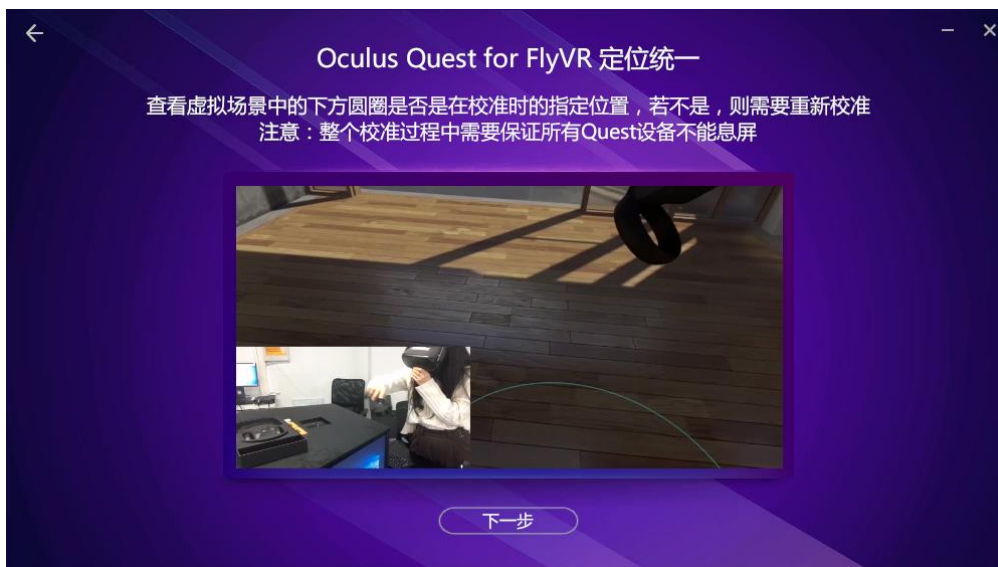 Oculus Quest for FlyVR 定位统一
查看虚拟场景中的下方圆圈是否是在校准时的指定位置，若不是，则需要重新校准
注意：整个校准过程中需要保证所有Quest设备不能息屏
下一步